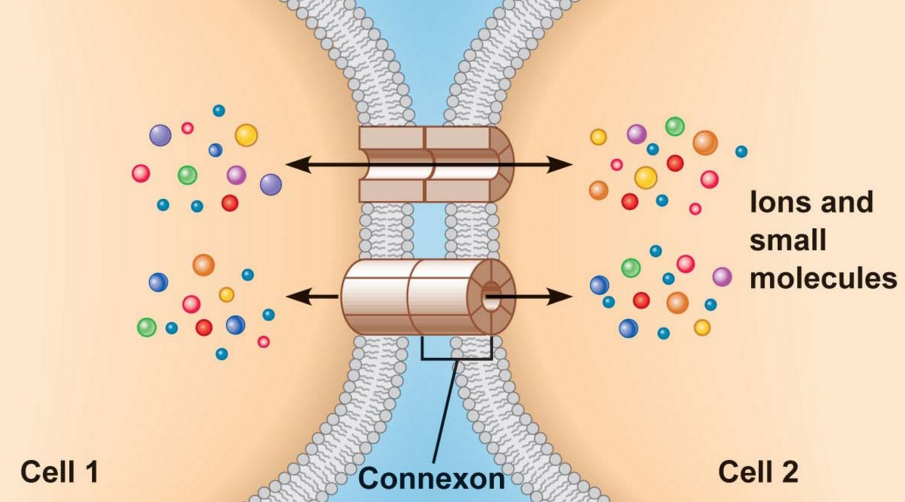 Ions and
small
molecules
Cell 1
Connexon
Cell 2